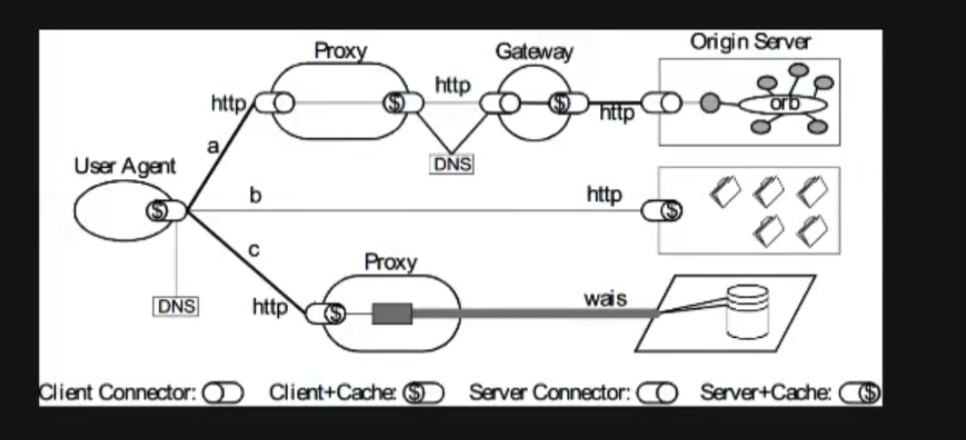 Origin Server
Proxy
Gateway
http
http
http
orb
a
DNS
User Agent
$
$
$
b
http
$
c
Proxy
DNS
http
$
wais
Client Connector:
Client+Cache: $
Server Connector:
Server+Cache: $